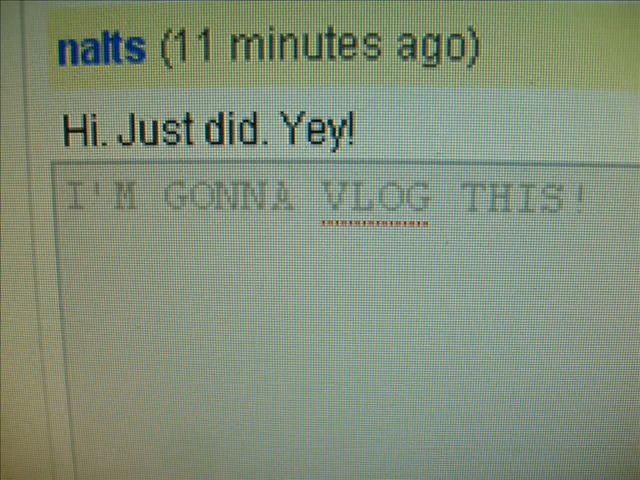 nalts (11 minutes ago)
Hi. Just did. Yey!
I'M GONNA VLOG THIS!